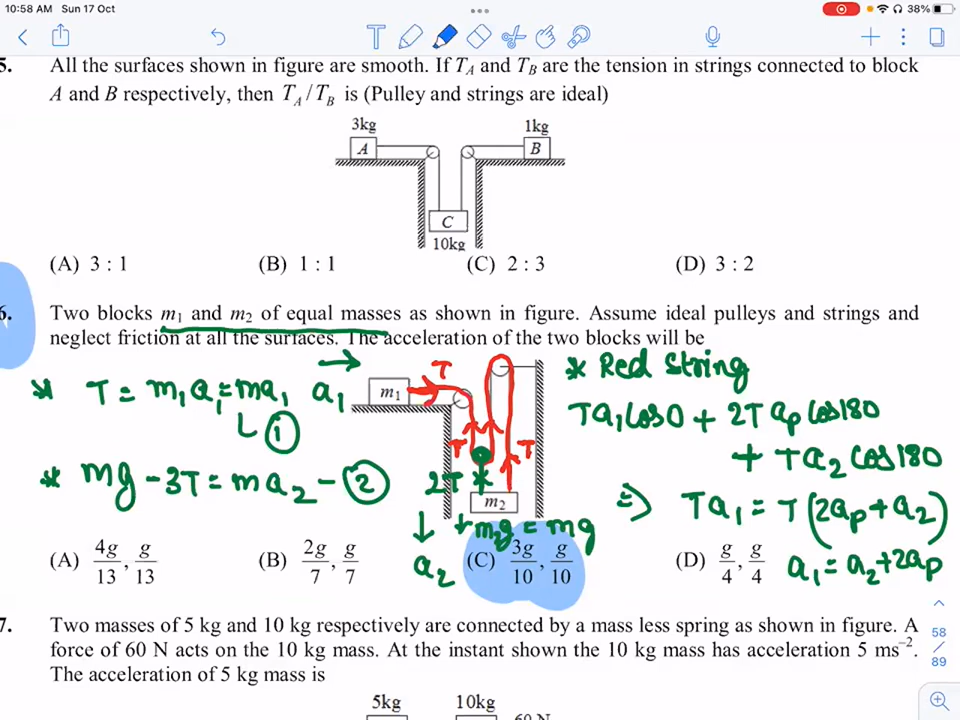 10:58 AM Sun 17 Oct
38%
5. All the surfaces shown in figure are smooth. If T_A and T_B are the tension in strings connected to block
A and B respectively, then T_A/T_B is (Pulley and strings are ideal)
3kg
1kg
A
B
C
10kg
(A) 3 : 1 (B) 1 : 1 (C) 2 : 3 (D) 3 : 2
6. Two blocks m₁ and m₂ of equal masses as shown in figure. Assume ideal pulleys and strings and
neglect friction at all the surfaces. The acceleration of the two blocks will be
* T = m₁a₁ = ma₁
① 
a₁
m₁
T
* Red String
Ta₁cos0 + 2Ta_p cos180
+ Ta₂ cos180
* mg - 3T = ma₂ - ②
T
T
2T
m₂
⇒ Ta₁ = T(2a_p + a₂)
+m₂g = mg
a₂
a₁ = a₂ + 2a_p
(A) 4g/13, g/13 (B) 2g/7, g/7 (C) 3g/10, g/10 (D) g/4, g/4
7. Two masses of 5 kg and 10 kg respectively are connected by a mass less spring as shown in figure. A
force of 60 N acts on the 10 kg mass. At the instant shown the 10 kg mass has acceleration 5 ms⁻².
The acceleration of 5 kg mass is
5kg 10kg
60 N
58
/
89